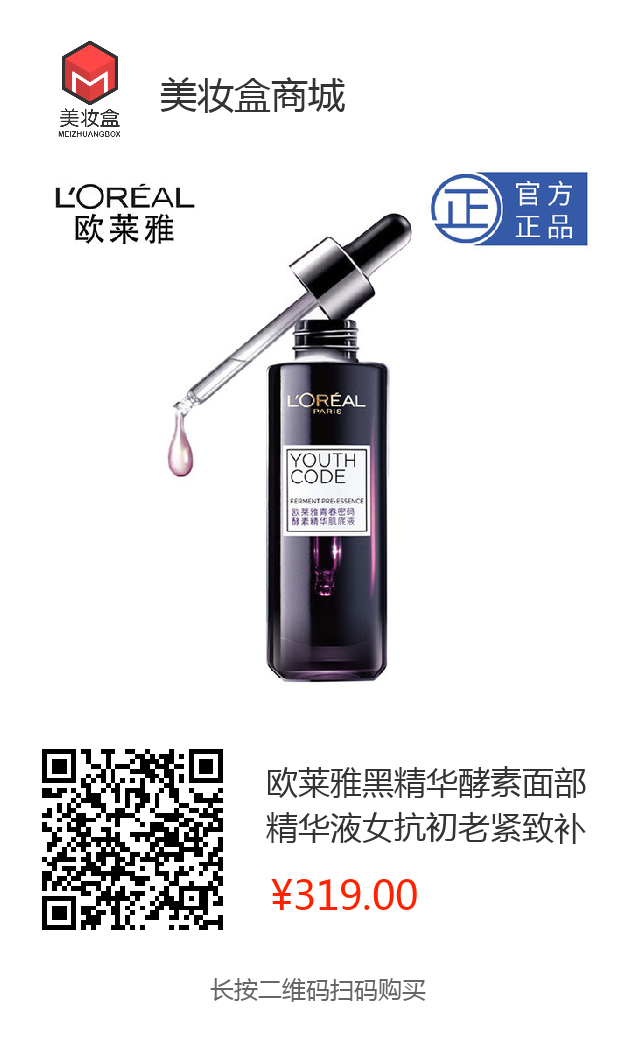 美妆盒
MEIZHUANGBOX
美妆盒商城
L'ORÉAL
欧莱雅
正
官方
正品
L'ORÉAL
PARIS
YOUTH
CODE
FERMENT PRE-ESSENCE
欧莱雅青春密码
酵素精华肌底液
欧莱雅黑精华酵素面部
精华液女抗初老紧致补
¥319.00
长按二维码扫码购买